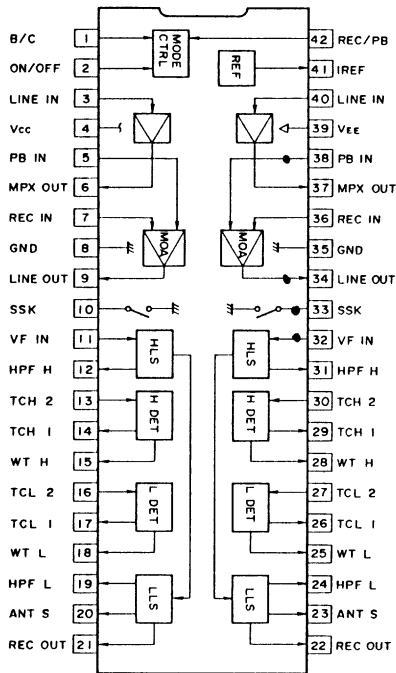 B/C 1 MODE CTRL 42 REC/PB
ON/OFF 2 REF 41 IREF
LINE IN 3 40 LINE IN
Vcc 4 39 VEE
PB IN 5 38 PB IN
MPX OUT 6 37 MPX OUT
REC IN 7 36 REC IN
GND 8 MOA MOA 35 GND
LINE OUT 9 34 LINE OUT
SSK 10 33 SSK
VF IN 11 HLS HLS 32 VF IN
HPF H 12 31 HPF H
TCH 2 13 H DET H DET 30 TCH 2
TCH 1 14 29 TCH 1
WT H 15 28 WT H
TCL 2 16 L DET L DET 27 TCL 2
TCL 1 17 26 TCL 1
WT L 18 25 WT L
HPF L 19 LLS LLS 24 HPF L
ANT S 20 23 ANT S
REC OUT 21 22 REC OUT